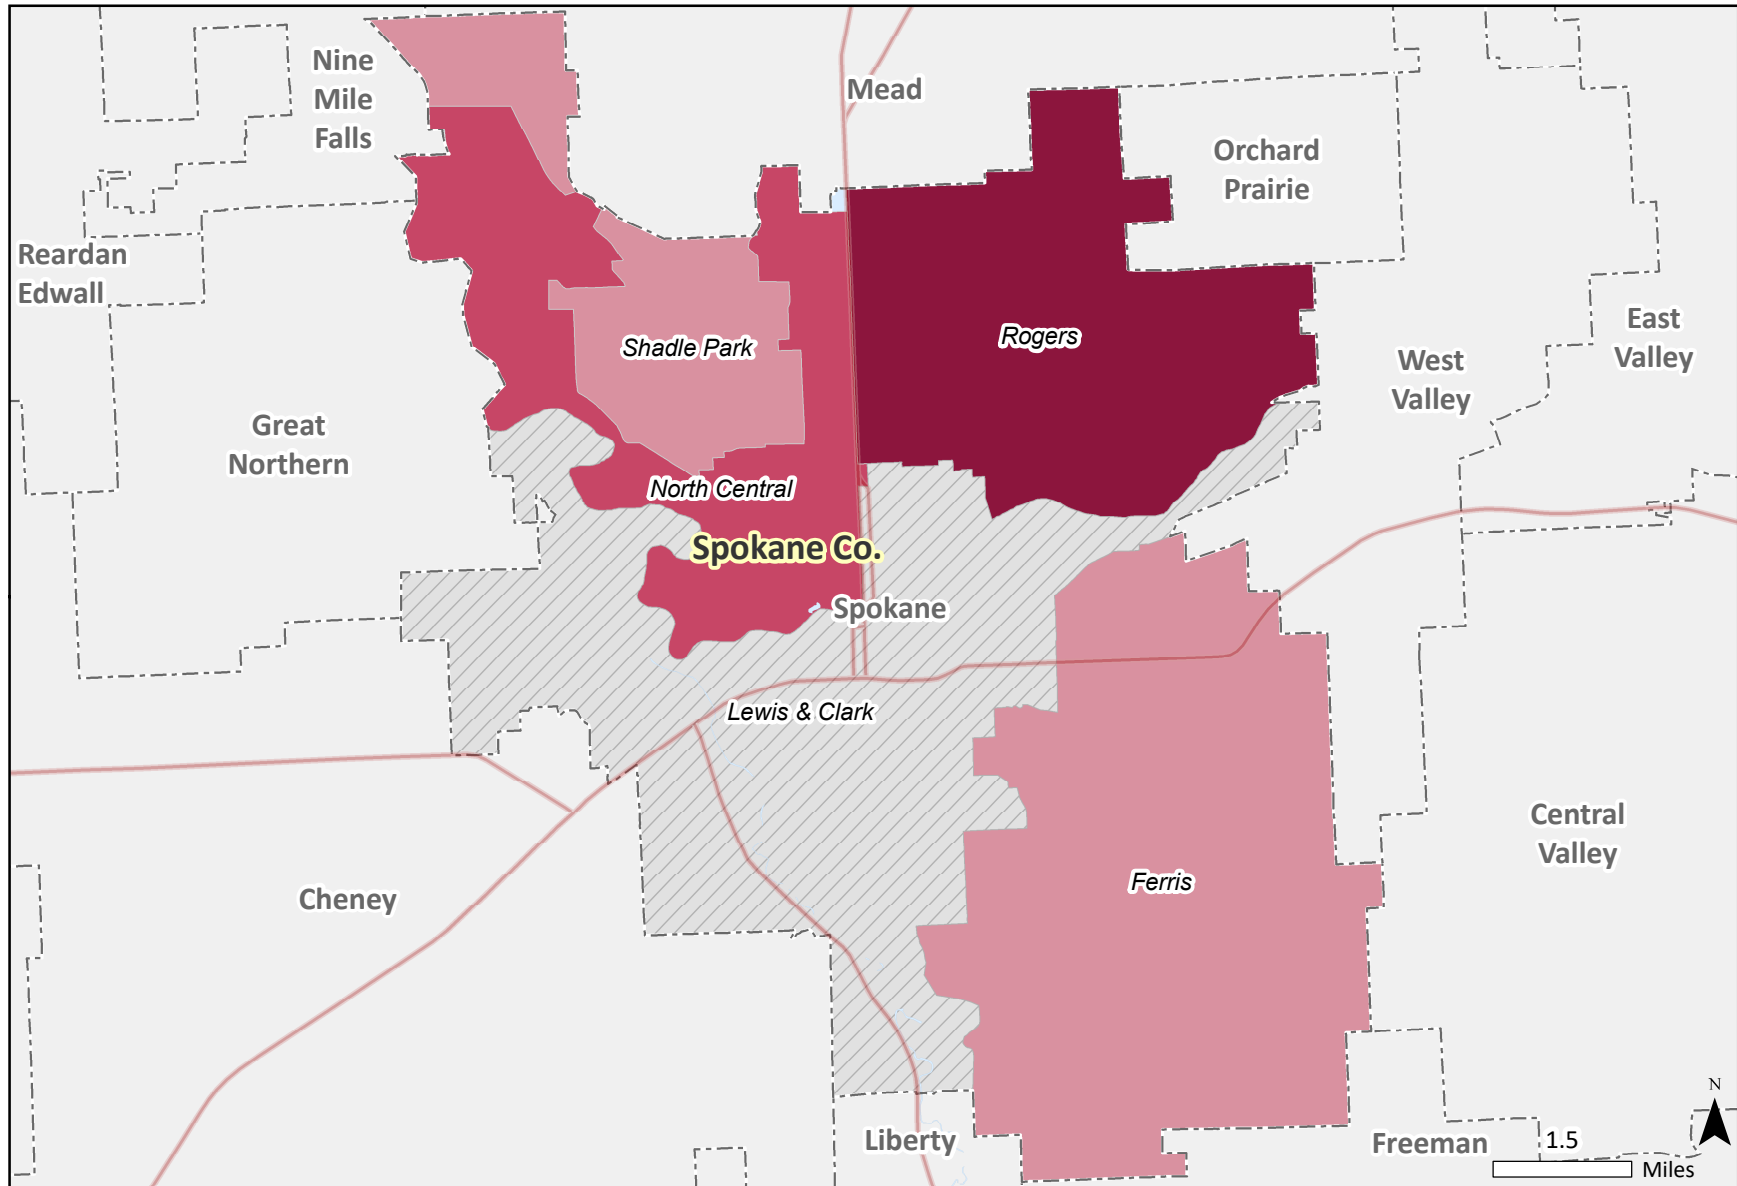 Nine
Mile
Falls
Mead
Orchard
Prairie
Reardan
Edwall
Shadle Park
Rogers
East
Valley
West
Valley
Great
Northern
North Central
Spokane Co.
Spokane
Lewis & Clark
Central
Valley
Ferris
Cheney
Liberty
Freeman
N
1.5
Miles